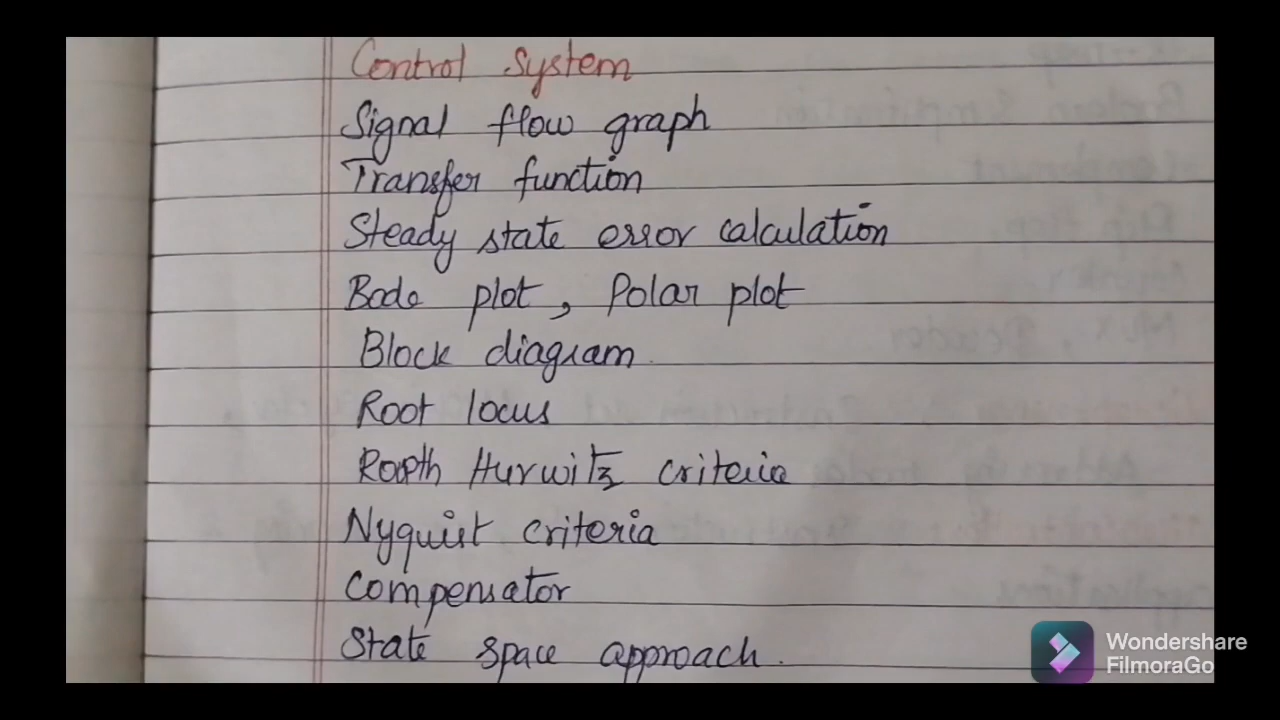 Control System
Signal flow graph
Transfer function
Steady state error calculation
Bode plot, Polar plot
Block diagram
Root locus
Roapth Hurwitz criteria
Nyquist criteria
Compensator
State space approach.
Wondershare
FilmoraGo